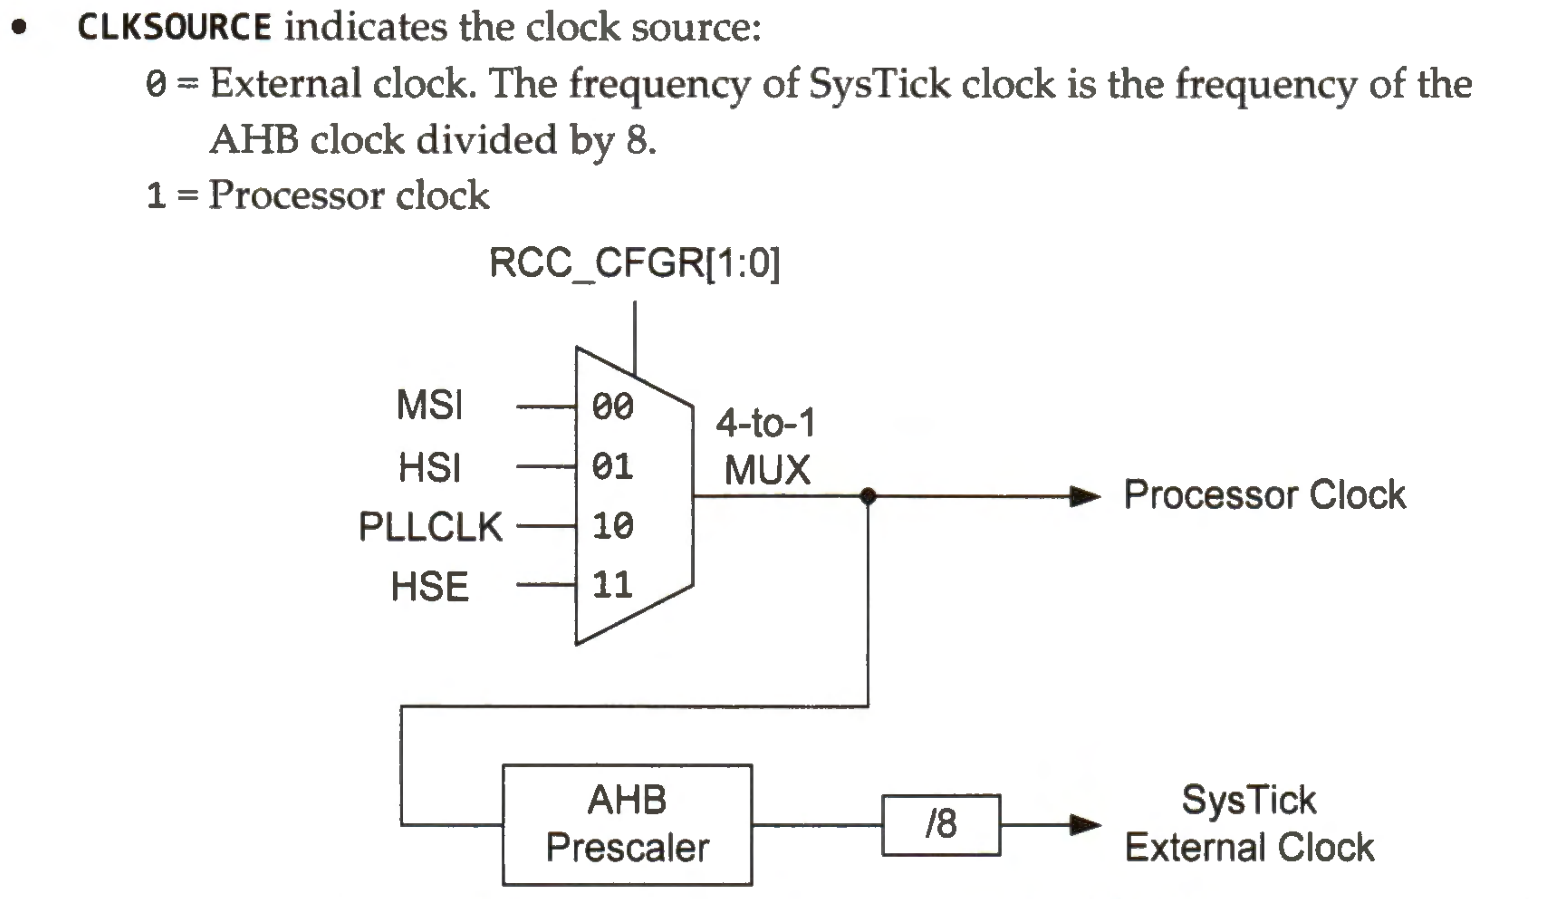 • CLKSOURCE indicates the clock source:
0 = External clock. The frequency of SysTick clock is the frequency of the
AHB clock divided by 8.
1 = Processor clock
RCC_CFGR[1:0]
MSI 00
HSI 01
PLLCLK 10
HSE 11
4-to-1
MUX
Processor Clock
AHB
Prescaler
/8
SysTick
External Clock